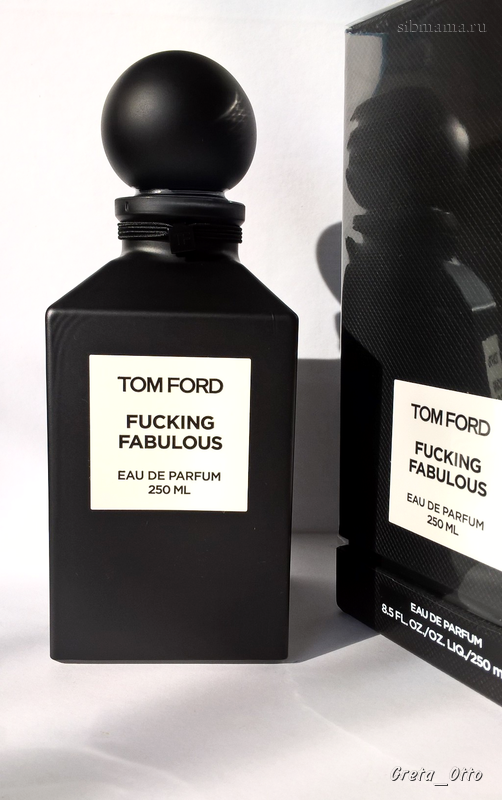 sibmama.ru
TOM FORD
FUCKING
FABULOUS
EAU DE PARFUM
250 ML
TOM FORD
FUCKING
FABULOUS
EAU DE PARFUM
250 ML
EAU DE PARFUM
8.5 FL. OZ./OZ. LIQ./250 m
Greta_Otto